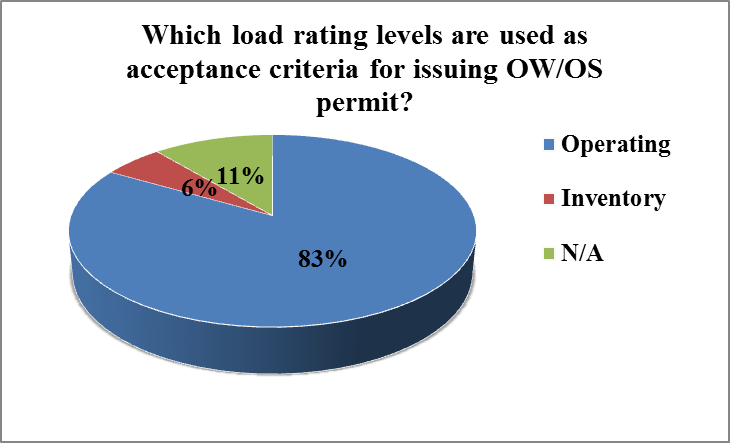 Which load rating levels are used as
acceptance criteria for issuing OW/OS
permit?
Operating
6%
11%
Inventory
N/A
83%